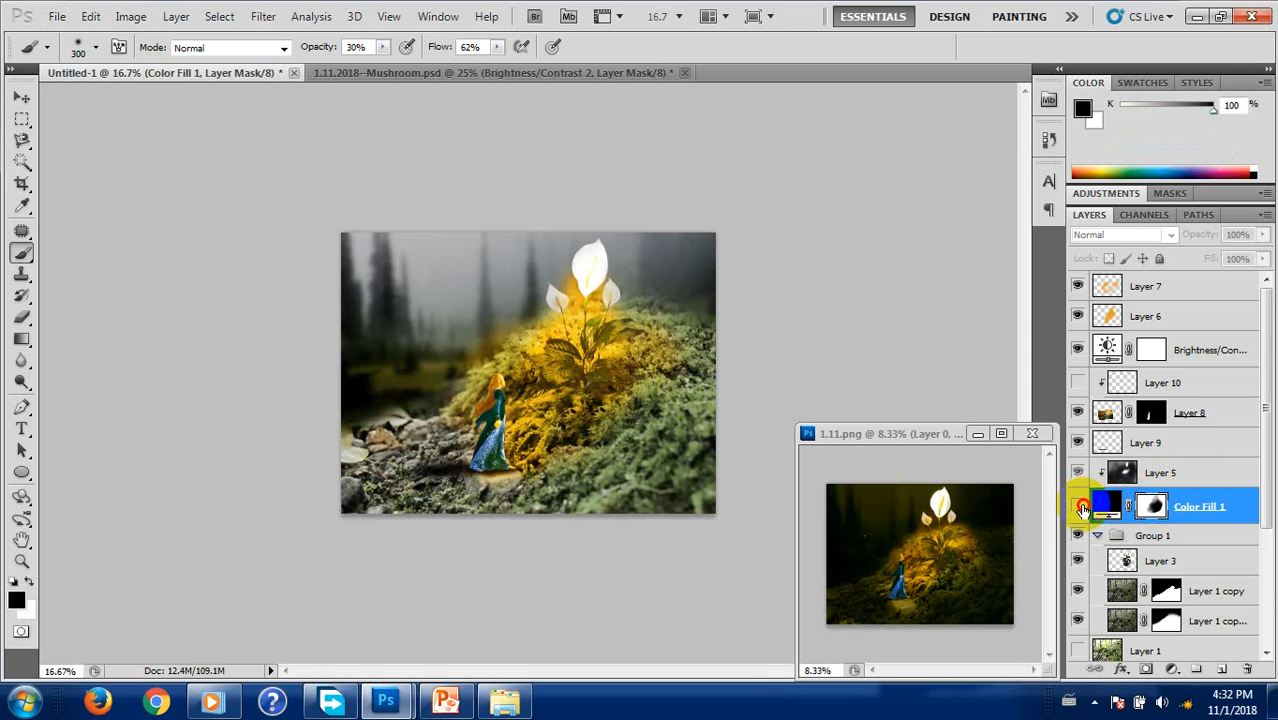 Ps File Edit Image Layer Select Filter Analysis 3D View Window Help Br Mb 16.7 ESSENTIALS DESIGN PAINTING CS Live
300 Mode: Normal Opacity: 30% Flow: 62%
Untitled-1 @ 16.7% (Color Fill 1, Layer Mask/8) * 1.11.2018--Mushroom.psd @ 25% (Brightness/Contrast 2, Layer Mask/8) *
COLOR SWATCHES STYLES
K 100 %
Mb
ADJUSTMENTS MASKS
LAYERS CHANNELS PATHS
Normal Opacity: 100%
Lock: Fill: 100%
Layer 7
Layer 6
Brightness/Con...
Layer 10
Layer 8
Layer 9
Layer 5
Color Fill 1
Group 1
Layer 3
Layer 1 copy
Layer 1 cop...
Layer 1
Ps 1.11.png @ 8.33% (Layer 0, ...
8.33%
16.67% Doc: 12.4M/109.1M
fx
Ps
4:32 PM
11/1/2018